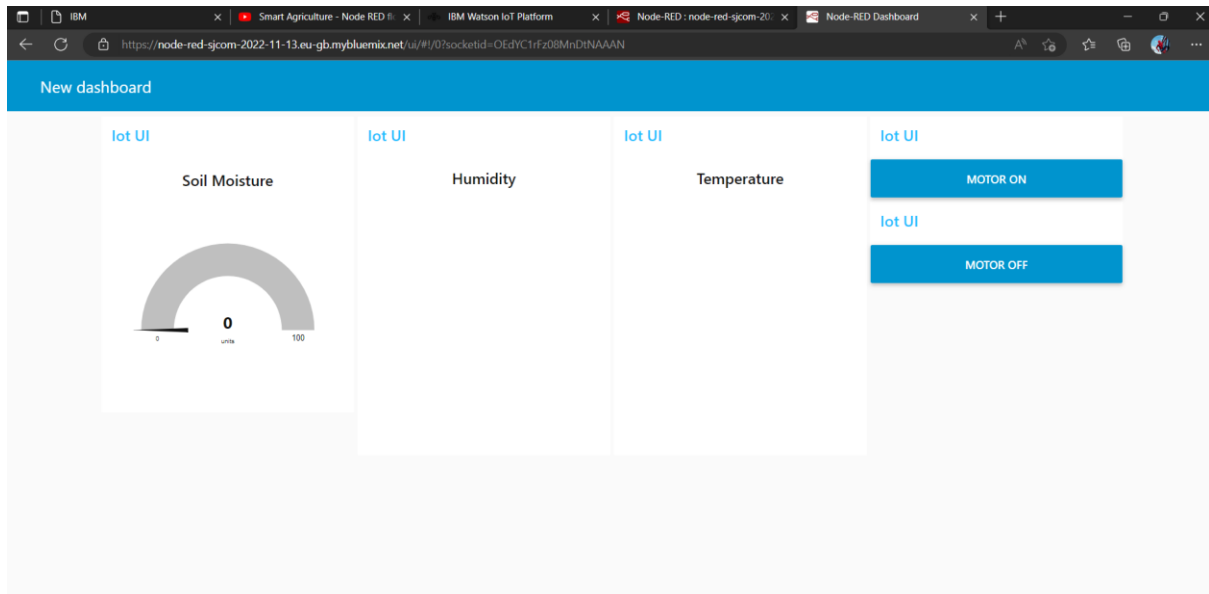 IBM
Smart Agriculture - Node RED fl
IBM Watson IoT Platform
Node-RED : node-red-sjcom-202
Node-RED Dashboard
https://node-red-sjcom-2022-11-13.eu-gb.mybluemix.net/ui/#!/0?socketid=OEdYC1rFz08MnDtNAAAN
New dashboard
Iot UI
Soil Moisture
0
units
0
100
Iot UI
Humidity
Iot UI
Temperature
Iot UI
MOTOR ON
Iot UI
MOTOR OFF